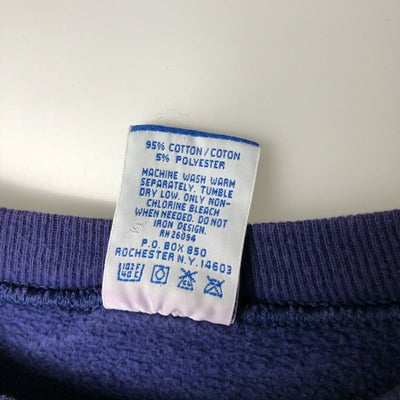 95% COTTON/COTON
5% POLYESTER
MACHINE WASH WARM
SEPARATELY. TUMBLE
DRY LOW. ONLY NON-
CHLORINE BLEACH
WHEN NEEDED. DO NOT
IRON DESIGN.
RN 26094
P.O. BOX 850
ROCHESTER N.Y. 14603